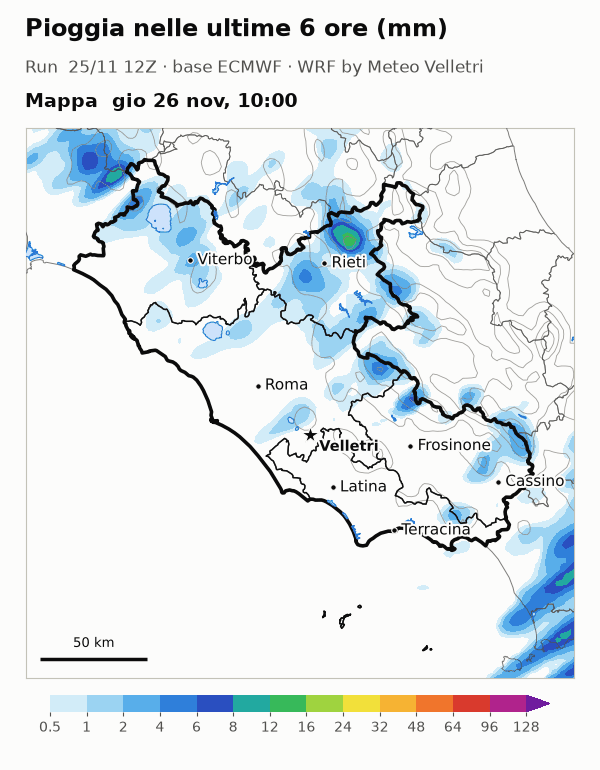 Pioggia nelle ultime 6 ore (mm)
Run  25/11 12Z · base ECMWF · WRF by Meteo Velletri
Mappa  gio 26 nov, 10:00
Viterbo
Rieti
Roma
Velletri
Frosinone
Latina
Cassino
Terracina
50 km
0.5 1 2 4 6 8 12 16 24 32 48 64 96 128